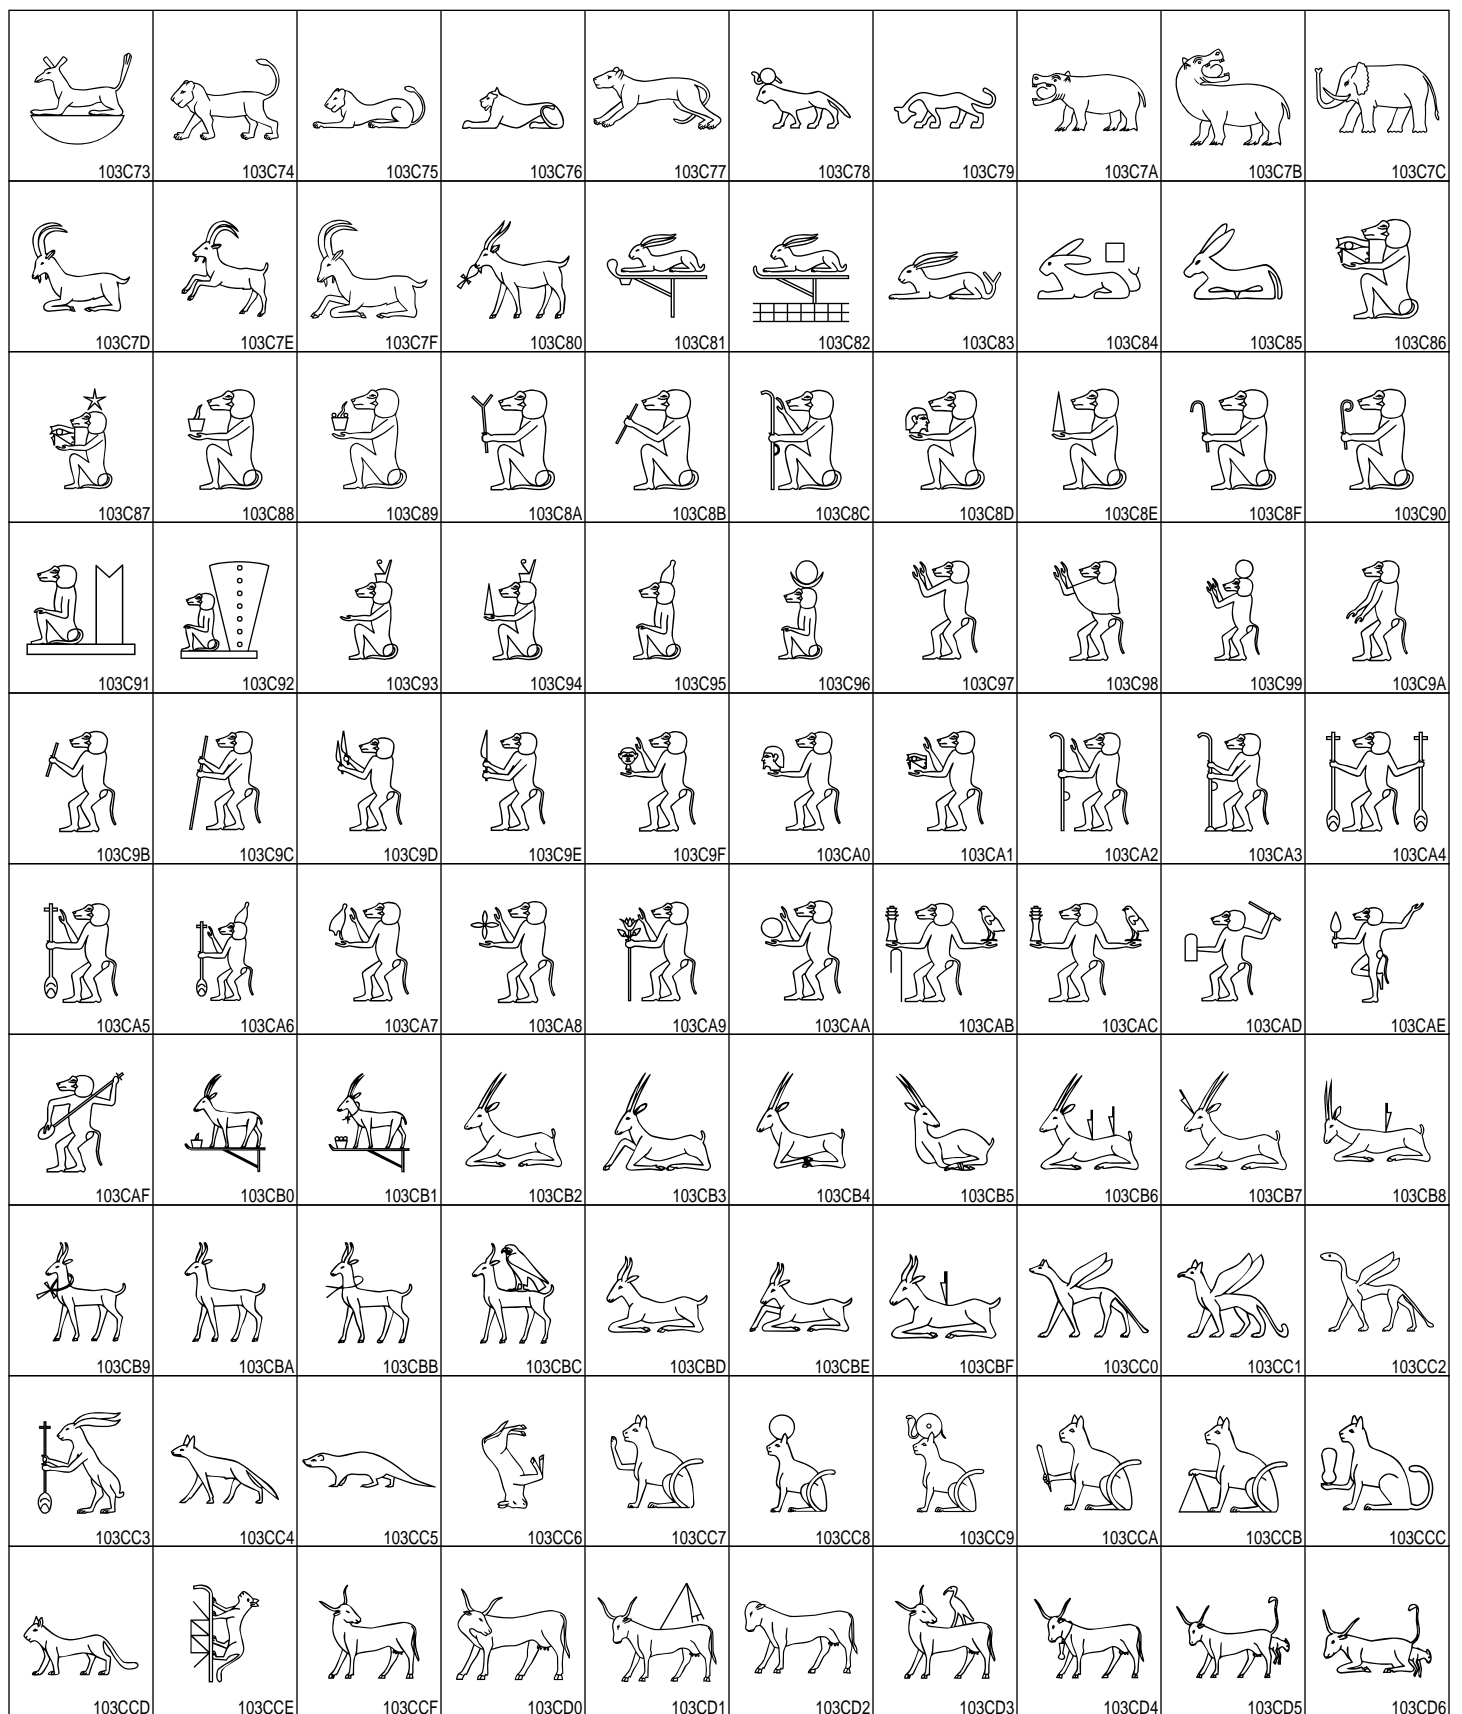 103C73 103C74 103C75 103C76 103C77 103C78 103C79 103C7A 103C7B 103C7C
103C7D 103C7E 103C7F 103C80 103C81 103C82 103C83 103C84 103C85 103C86
103C87 103C88 103C89 103C8A 103C8B 103C8C 103C8D 103C8E 103C8F 103C90
103C91 103C92 103C93 103C94 103C95 103C96 103C97 103C98 103C99 103C9A
103C9B 103C9C 103C9D 103C9E 103C9F 103CA0 103CA1 103CA2 103CA3 103CA4
103CA5 103CA6 103CA7 103CA8 103CA9 103CAA 103CAB 103CAC 103CAD 103CAE
103CAF 103CB0 103CB1 103CB2 103CB3 103CB4 103CB5 103CB6 103CB7 103CB8
103CB9 103CBA 103CBB 103CBC 103CBD 103CBE 103CBF 103CC0 103CC1 103CC2
103CC3 103CC4 103CC5 103CC6 103CC7 103CC8 103CC9 103CCA 103CCB 103CCC
103CCD 103CCE 103CCF 103CD0 103CD1 103CD2 103CD3 103CD4 103CD5 103CD6